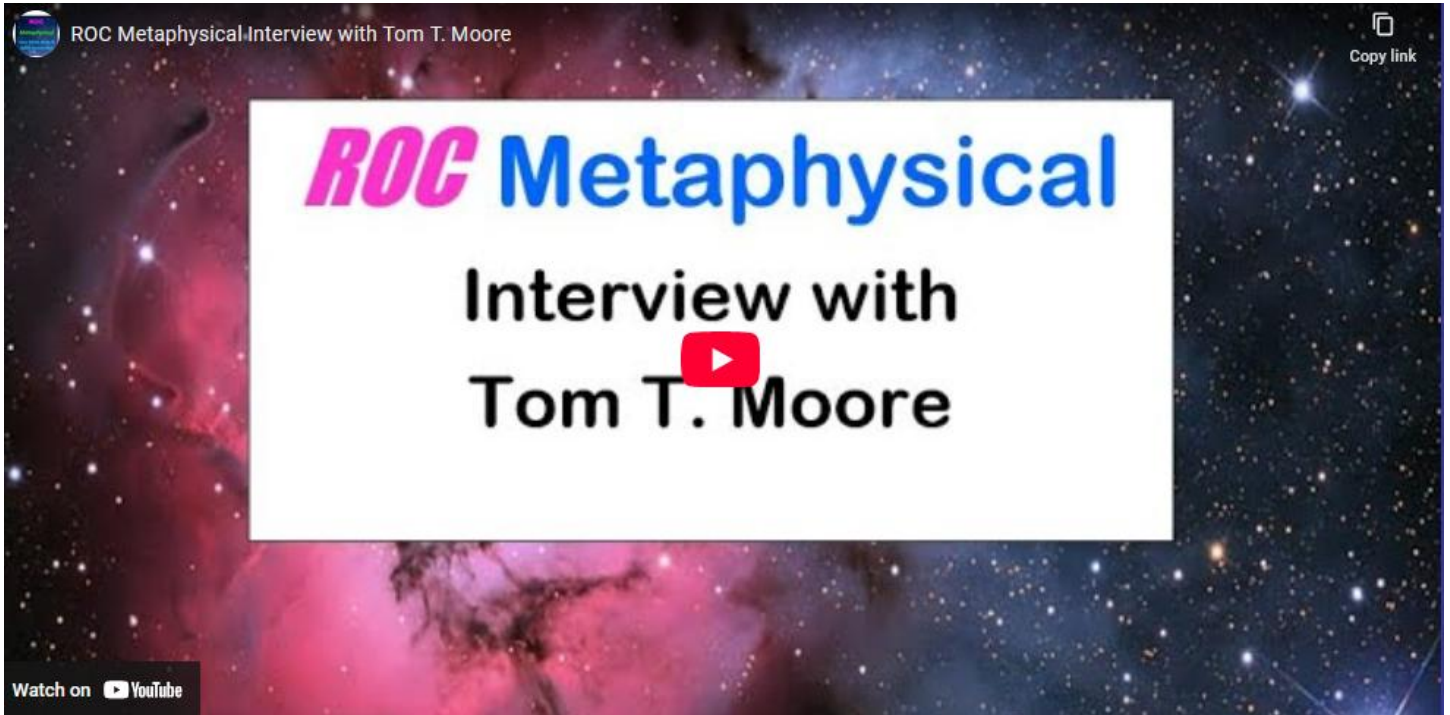 ROC Metaphysical Interview with Tom T. Moore
Copy link
ROC Metaphysical
Interview with
Tom T. Moore
Watch on YouTube